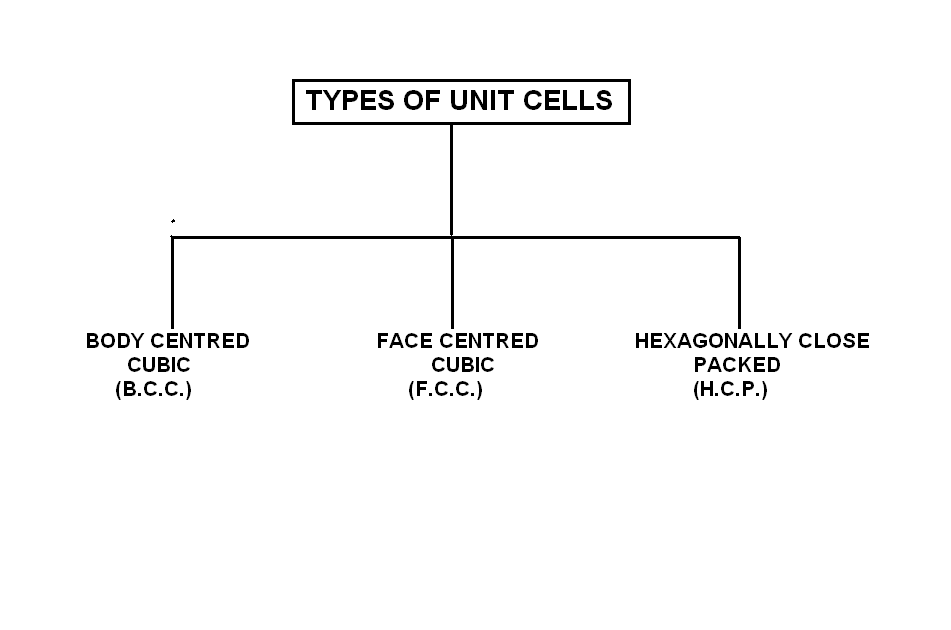 TYPES OF UNIT CELLS
BODY CENTRED
CUBIC
(B.C.C.)
FACE CENTRED
CUBIC
(F.C.C.)
HEXAGONALLY CLOSE
PACKED
(H.C.P.)